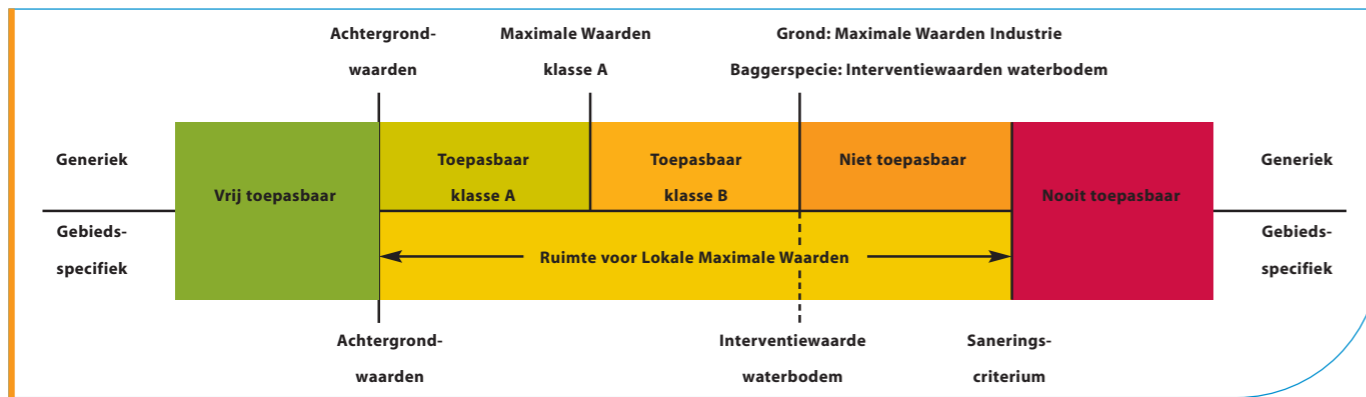 Achtergrond-
waarden
Maximale Waarden
klasse A
Grond: Maximale Waarden Industrie
Baggerspecie: Interventiewaarden waterbodem
Generiek
Vrij toepasbaar
Toepasbaar
klasse A
Toepasbaar
klasse B
Niet toepasbaar
Nooit toepasbaar
Generiek
Gebieds-
specifiek
Ruimte voor Lokale Maximale Waarden
Gebieds-
specifiek
Achtergrond-
waarden
Interventiewaarde
waterbodem
Sanerings-
criterium